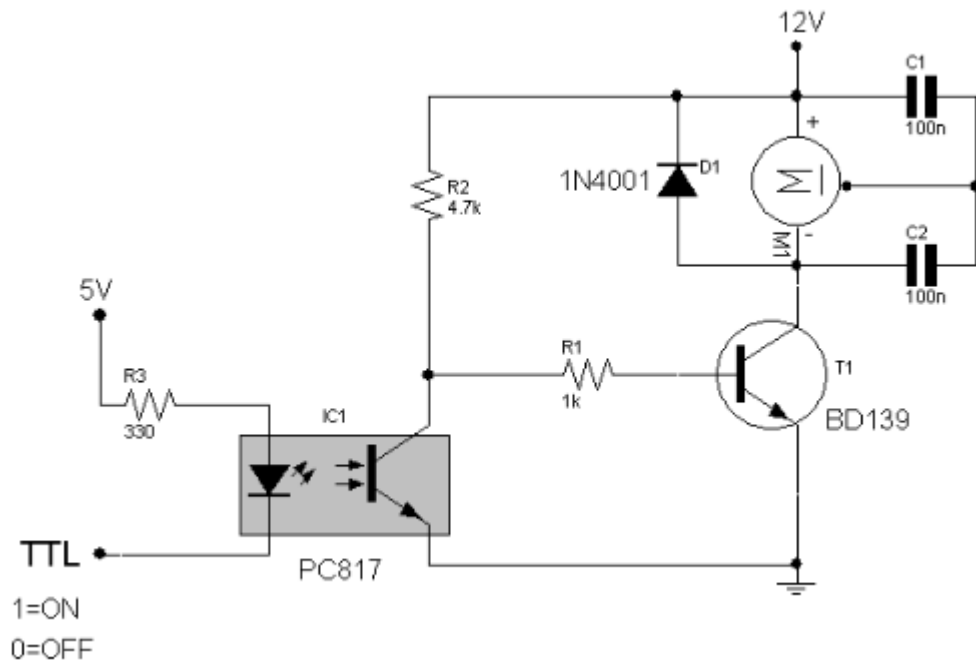 12V
C1
100n
D1
1N4001
R2
4.7k
+
M
-
M1
C2
100n
5V
R3
330
IC1
R1
1k
T1
BD139
TTL
PC817
1=ON
0=OFF